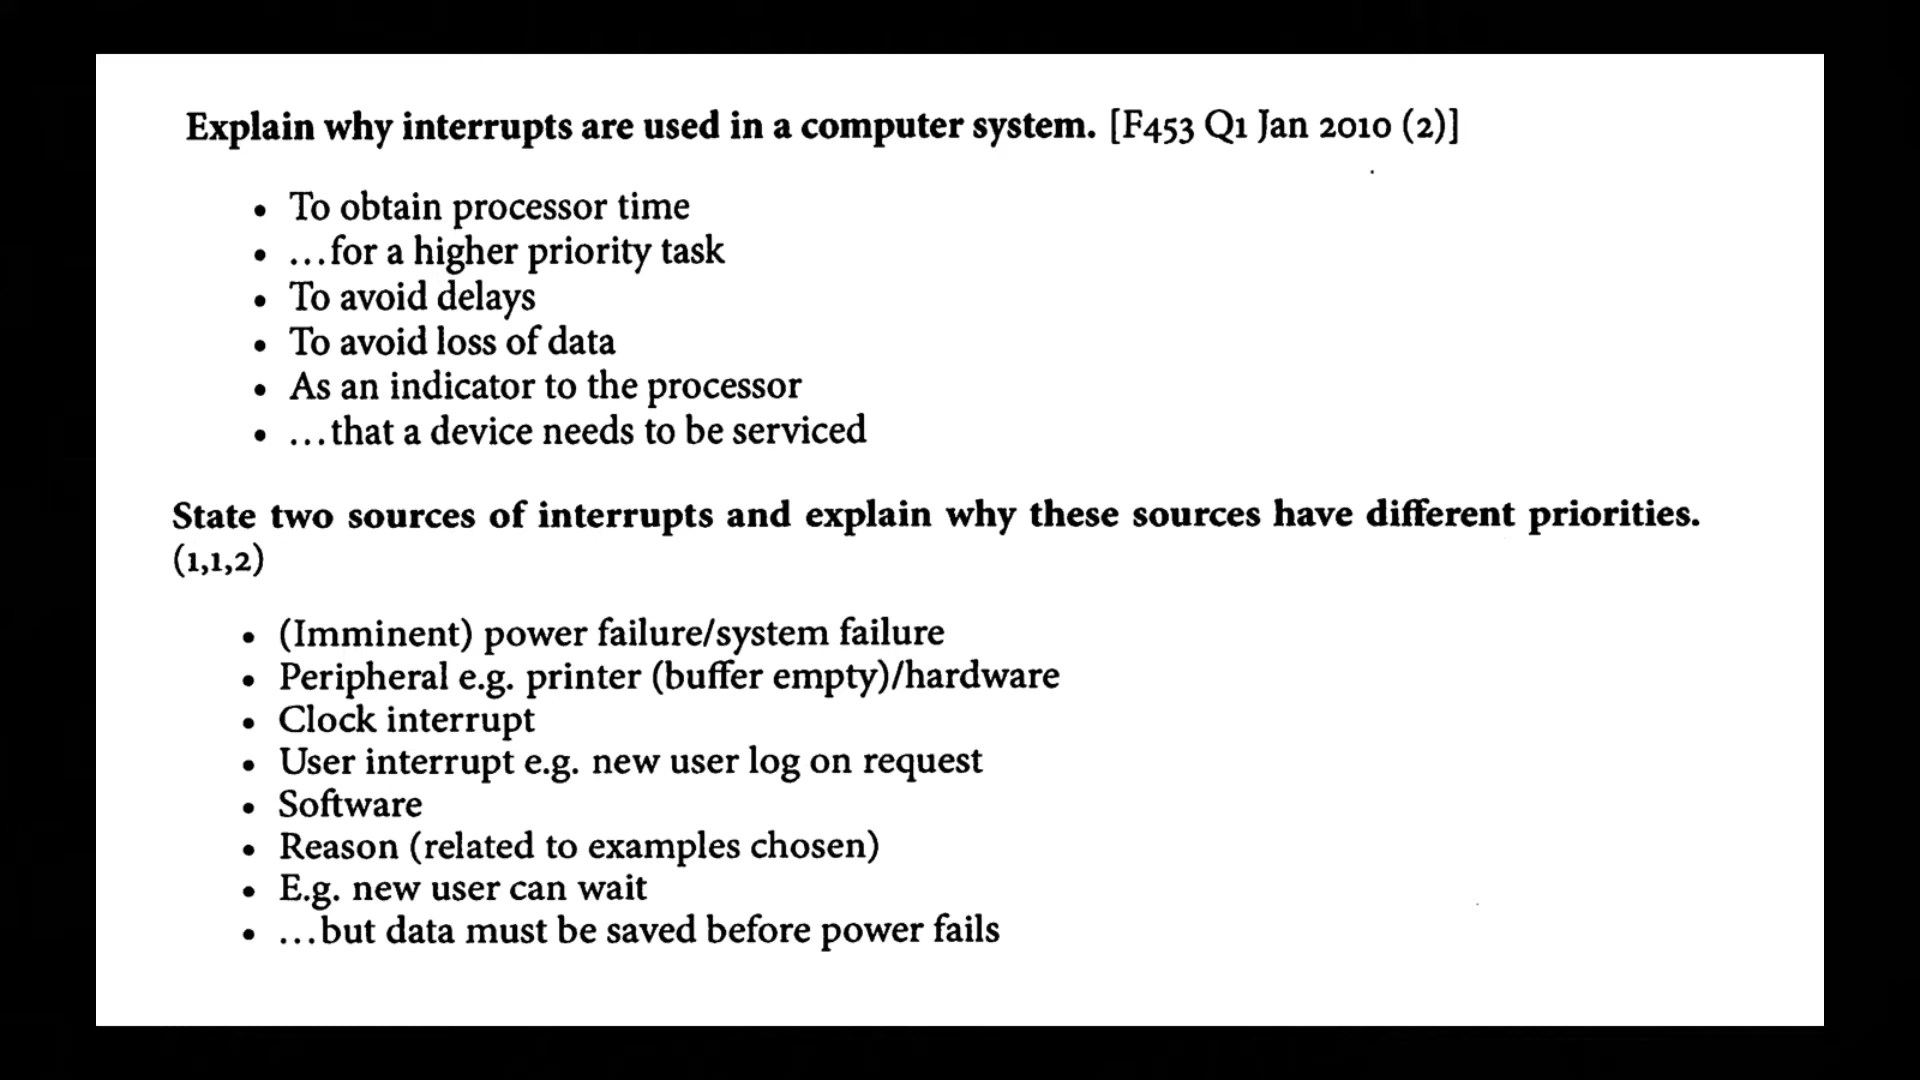 Explain why interrupts are used in a computer system. [F453 Q1 Jan 2010 (2)]
• To obtain processor time
• …for a higher priority task
• To avoid delays
• To avoid loss of data
• As an indicator to the processor
• …that a device needs to be serviced
State two sources of interrupts and explain why these sources have different priorities.
(1,1,2)
• (Imminent) power failure/system failure
• Peripheral e.g. printer (buffer empty)/hardware
• Clock interrupt
• User interrupt e.g. new user log on request
• Software
• Reason (related to examples chosen)
• E.g. new user can wait
• …but data must be saved before power fails